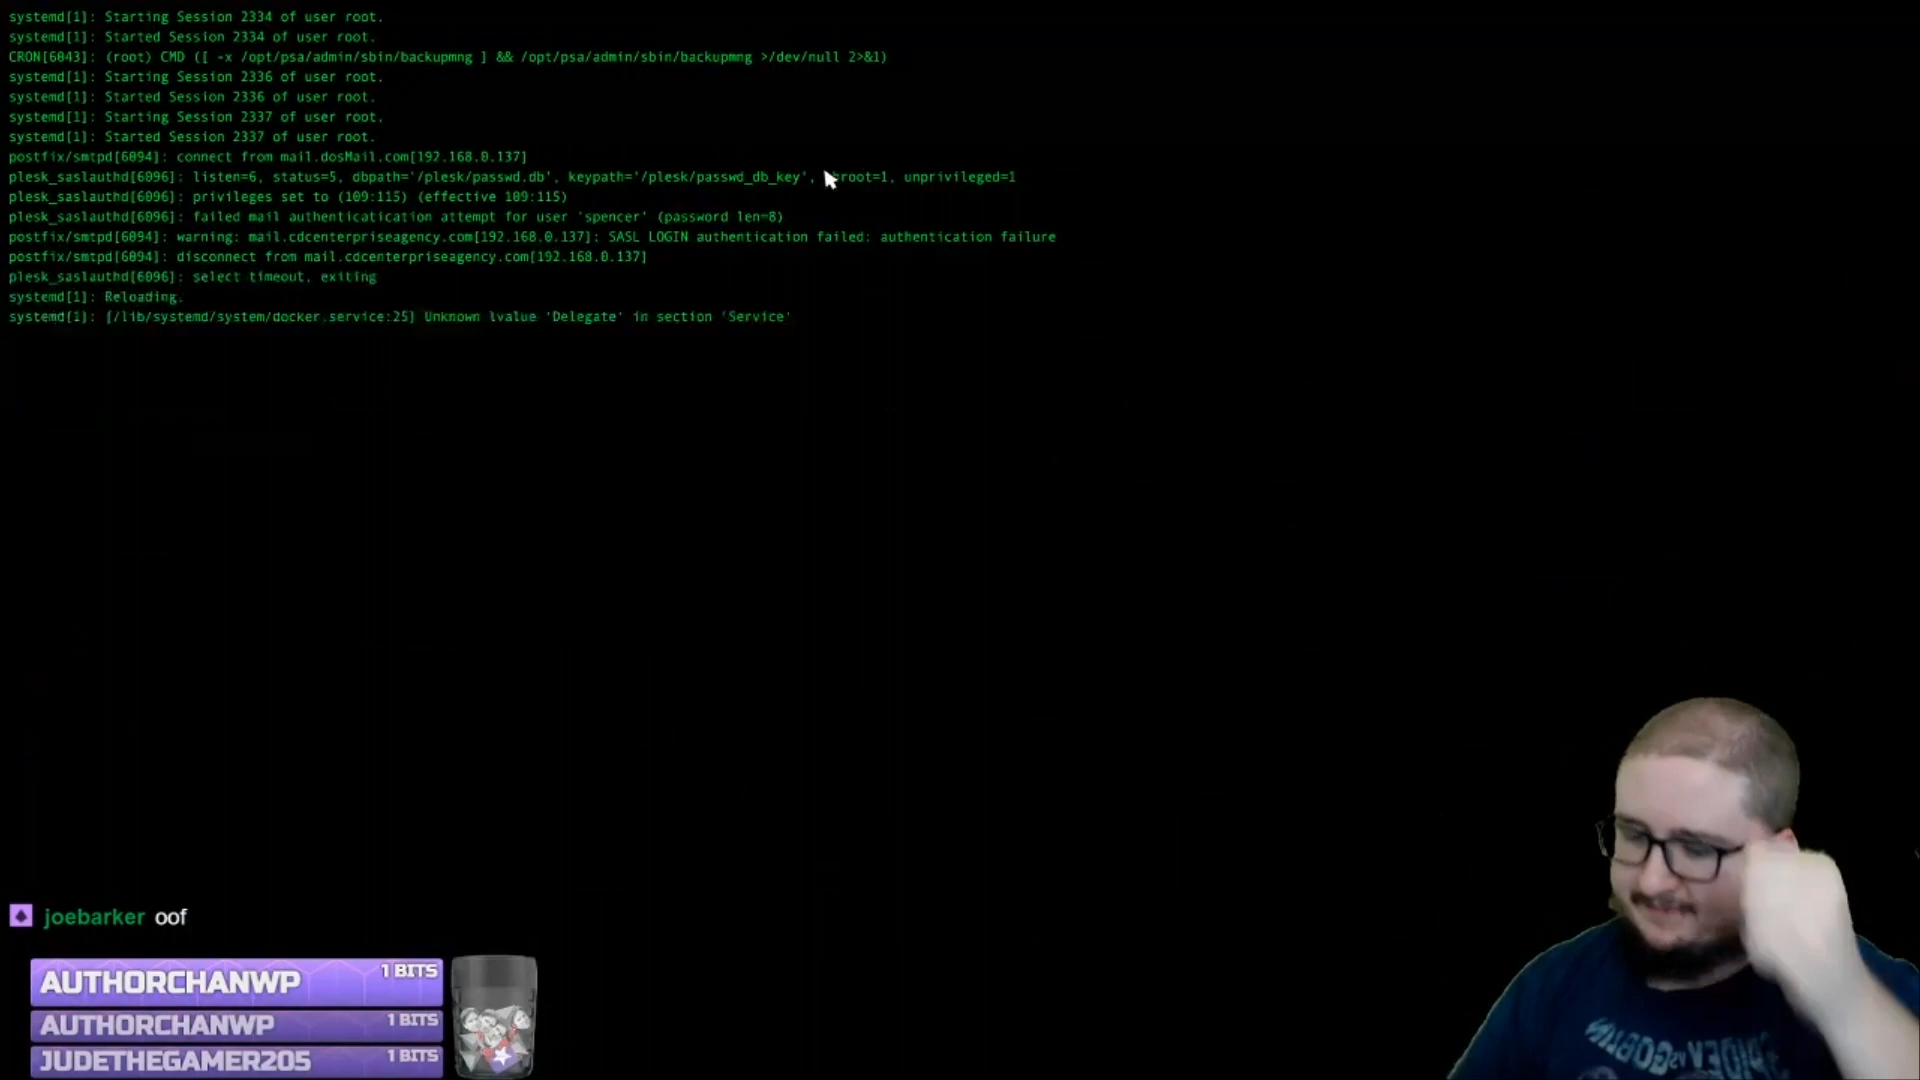 systemd[1]: Starting Session 2334 of user root.
systemd[1]: Started Session 2334 of user root.
CRON[6043]: (root) CMD ([ -x /opt/psa/admin/sbin/backupmng ] && /opt/psa/admin/sbin/backupmng >/dev/null 2>&1)
systemd[1]: Starting Session 2336 of user root.
systemd[1]: Started Session 2336 of user root.
systemd[1]: Starting Session 2337 of user root.
systemd[1]: Started Session 2337 of user root.
postfix/smtpd[6094]: connect from mail.dosMail.com[192.168.0.137]
plesk_saslauthd[6096]: listen=6, status=5, dbpath='/plesk/passwd.db', keypath='/plesk/passwd_db_key', hroot=1, unprivileged=1
plesk_saslauthd[6096]: privileges set to (109:115) (effective 109:115)
plesk_saslauthd[6096]: failed mail authenticatication attempt for user 'spencer' (password len=8)
postfix/smtpd[6094]: warning: mail.cdcenterpriseagency.com[192.168.0.137]: SASL LOGIN authentication failed: authentication failure
postfix/smtpd[6094]: disconnect from mail.cdcenterpriseagency.com[192.168.0.137]
plesk_saslauthd[6096]: select timeout, exiting
systemd[1]: Reloading.
systemd[1]: [/lib/systemd/system/docker.service:25] Unknown lvalue 'Delegate' in section 'Service'
joebarker oof
AUTHORCHANWP 1 BITS
AUTHORCHANWP 1 BITS
JUDETHEGAMER205 1 BITS